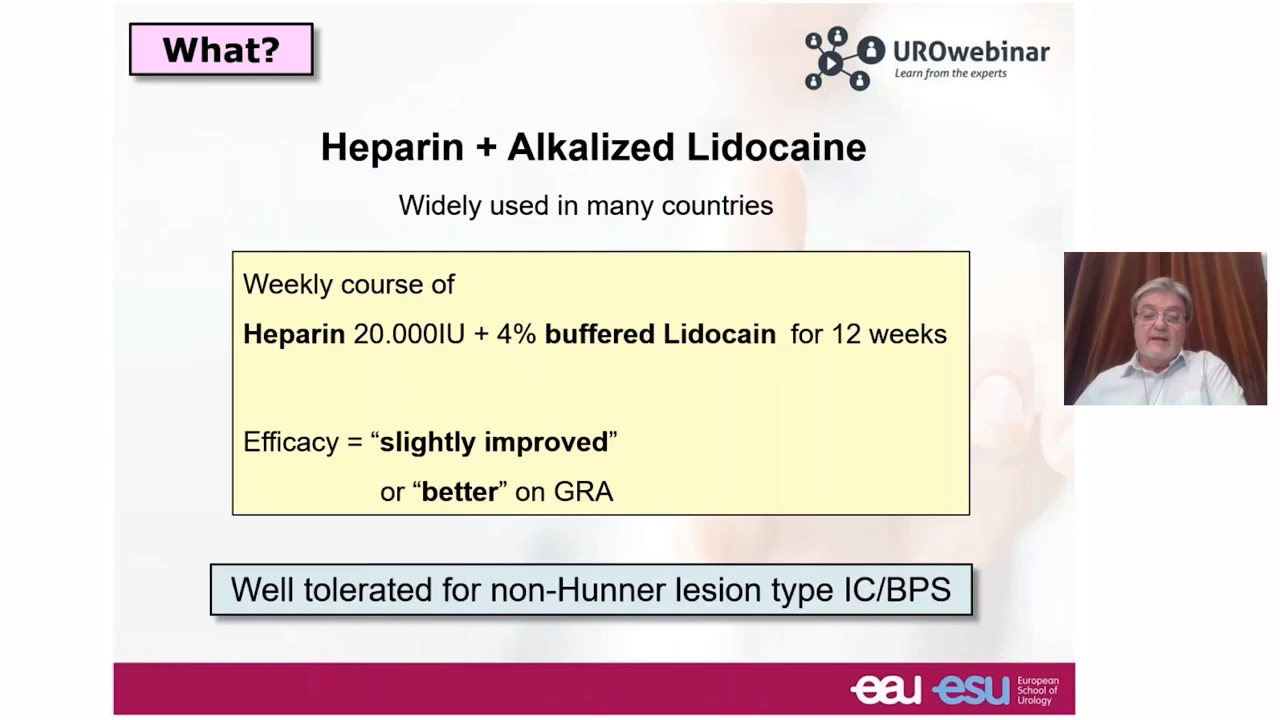 What?
UROwebinar
Learn from the experts
Heparin + Alkalized Lidocaine
Widely used in many countries
Weekly course of
Heparin 20.000IU + 4% buffered Lidocain for 12 weeks
Efficacy = “slightly improved”
or “better” on GRA
Well tolerated for non-Hunner lesion type IC/BPS
eau esu European
School of
Urology